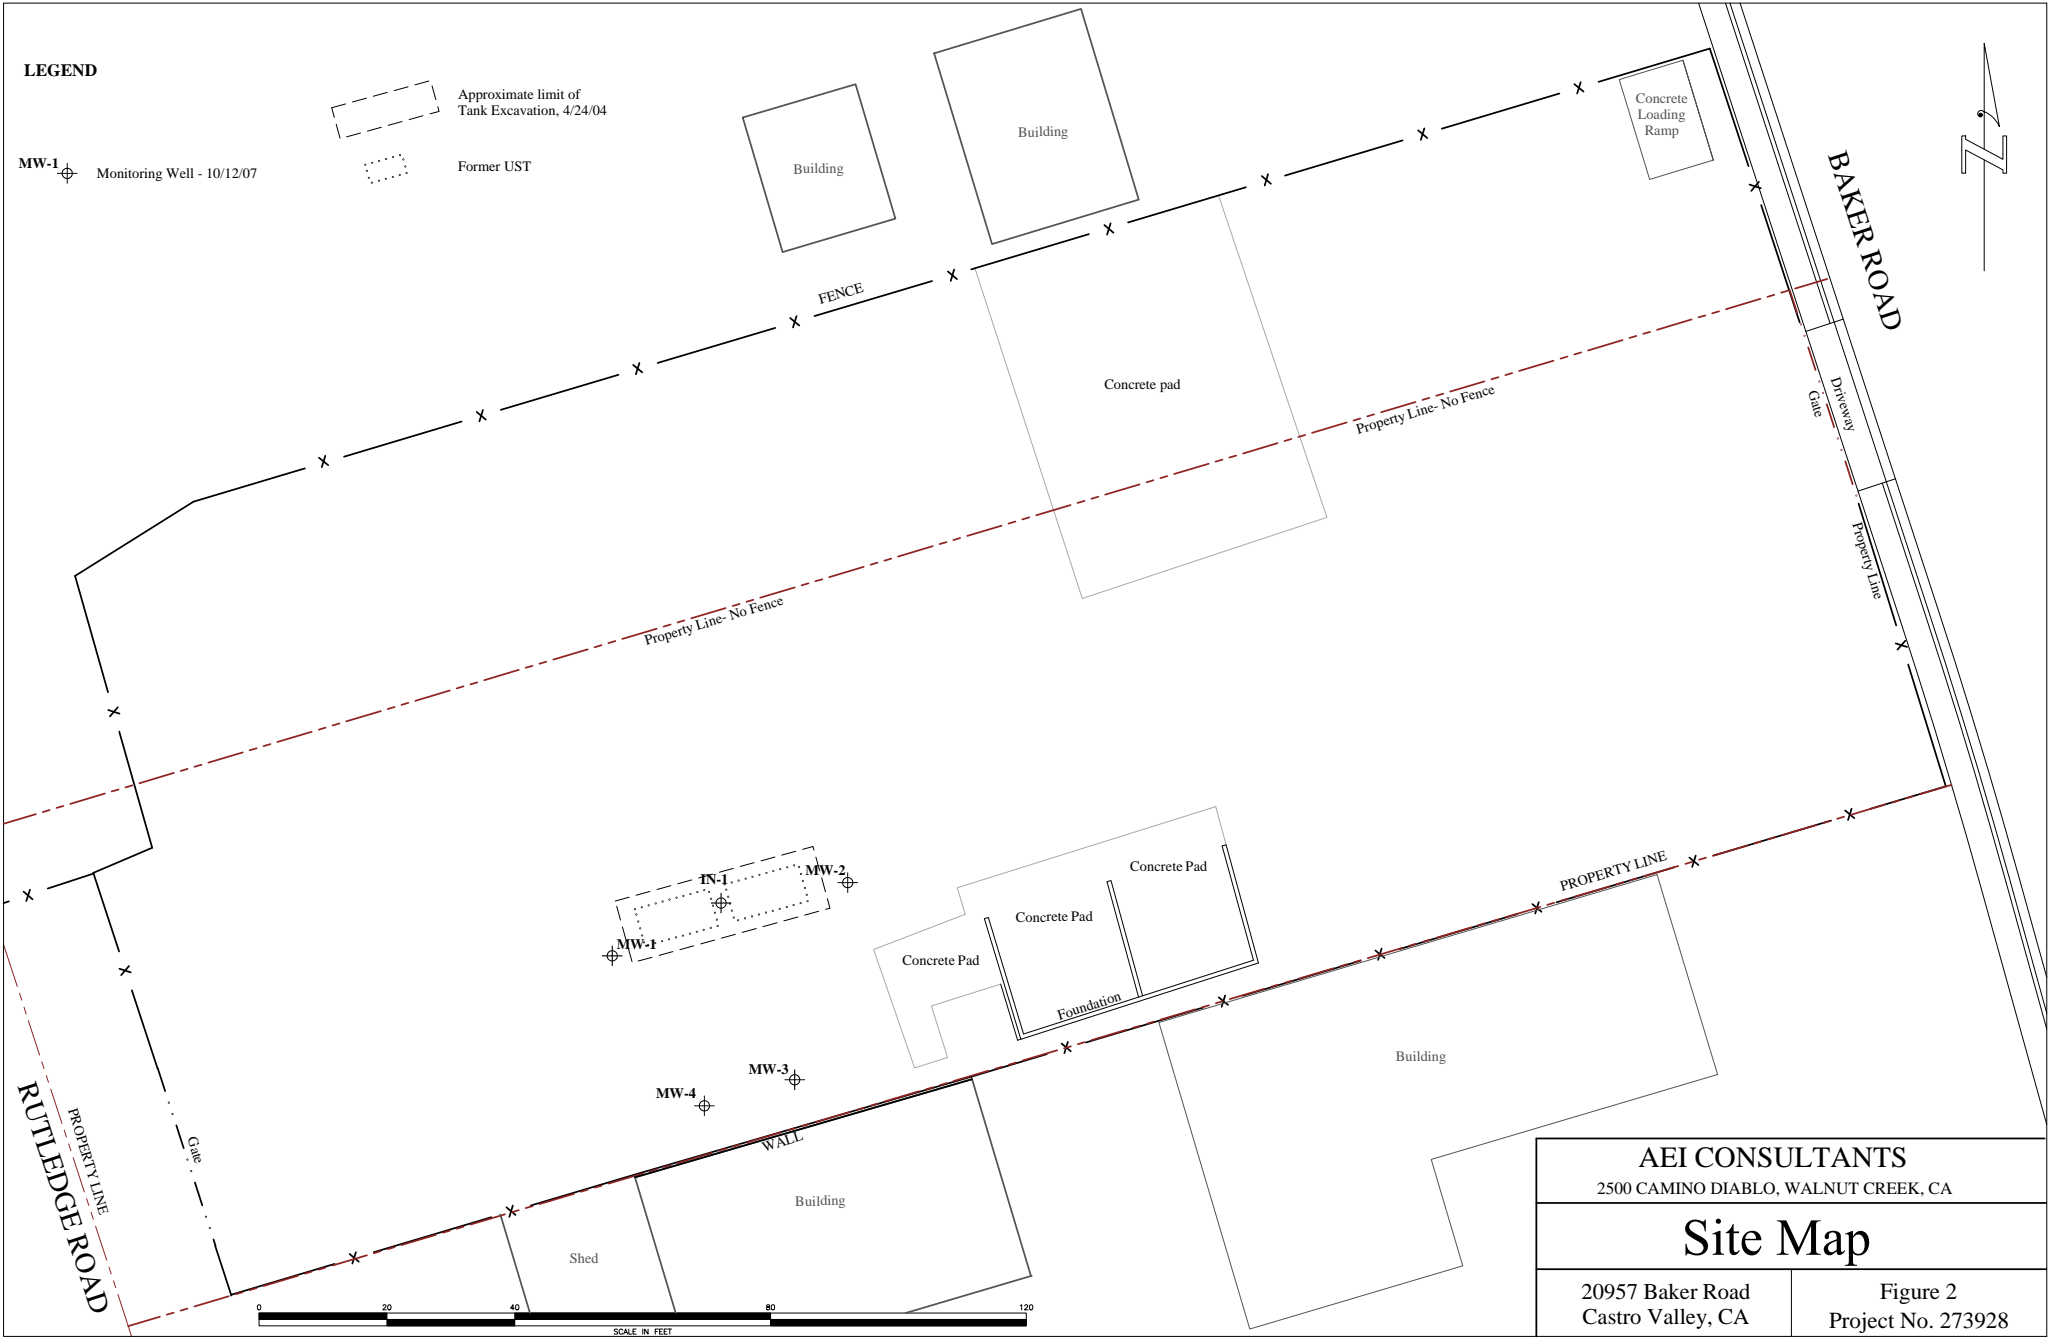 LEGEND
Approximate limit of
Tank Excavation, 4/24/04
MW-1
Monitoring Well - 10/12/07
Former UST
Building
Building
Concrete
Loading
Ramp
BAKER ROAD
N
FENCE
Concrete pad
Property Line- No Fence
Gate
Driveway
Property Line
Property Line- No Fence
IN-1
MW-2
MW-1
Concrete Pad
Concrete Pad
Concrete Pad
Foundation
PROPERTY LINE
MW-3
MW-4
WALL
Building
Building
Shed
Gate
PROPERTY LINE
RUTLEDGE ROAD
0 20 40 80 120
SCALE IN FEET
AEI CONSULTANTS
2500 CAMINO DIABLO, WALNUT CREEK, CA
Site Map
20957 Baker Road
Castro Valley, CA
Figure 2
Project No. 273928